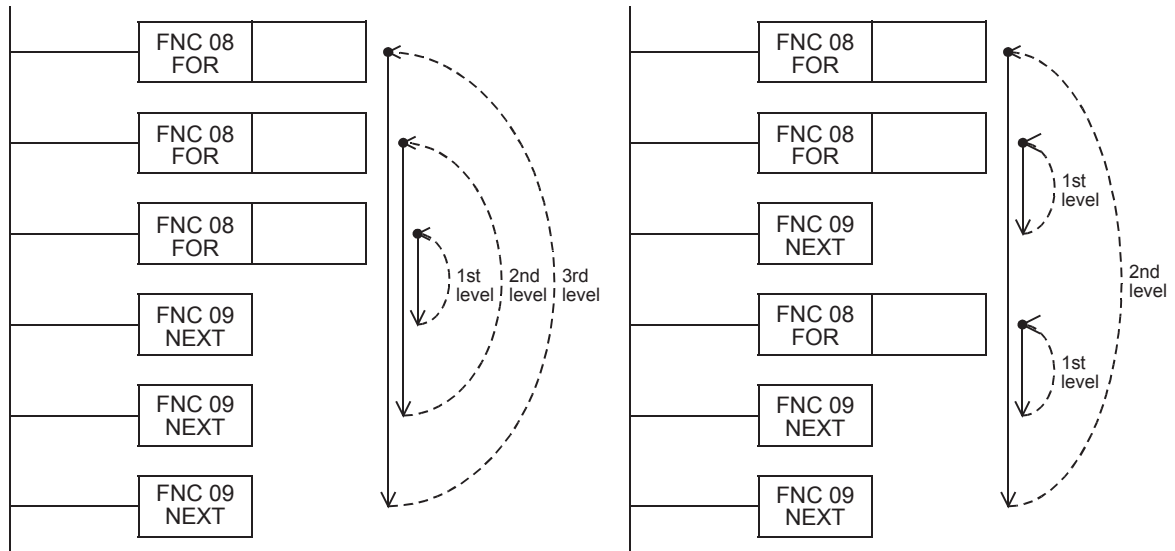 FNC 08
FOR
FNC 08
FOR
FNC 08
FOR
1st
level
2nd
level
3rd
level
FNC 09
NEXT
FNC 09
NEXT
FNC 09
NEXT
FNC 08
FOR
FNC 08
FOR
1st
level
FNC 09
NEXT
2nd
level
FNC 08
FOR
1st
level
FNC 09
NEXT
FNC 09
NEXT